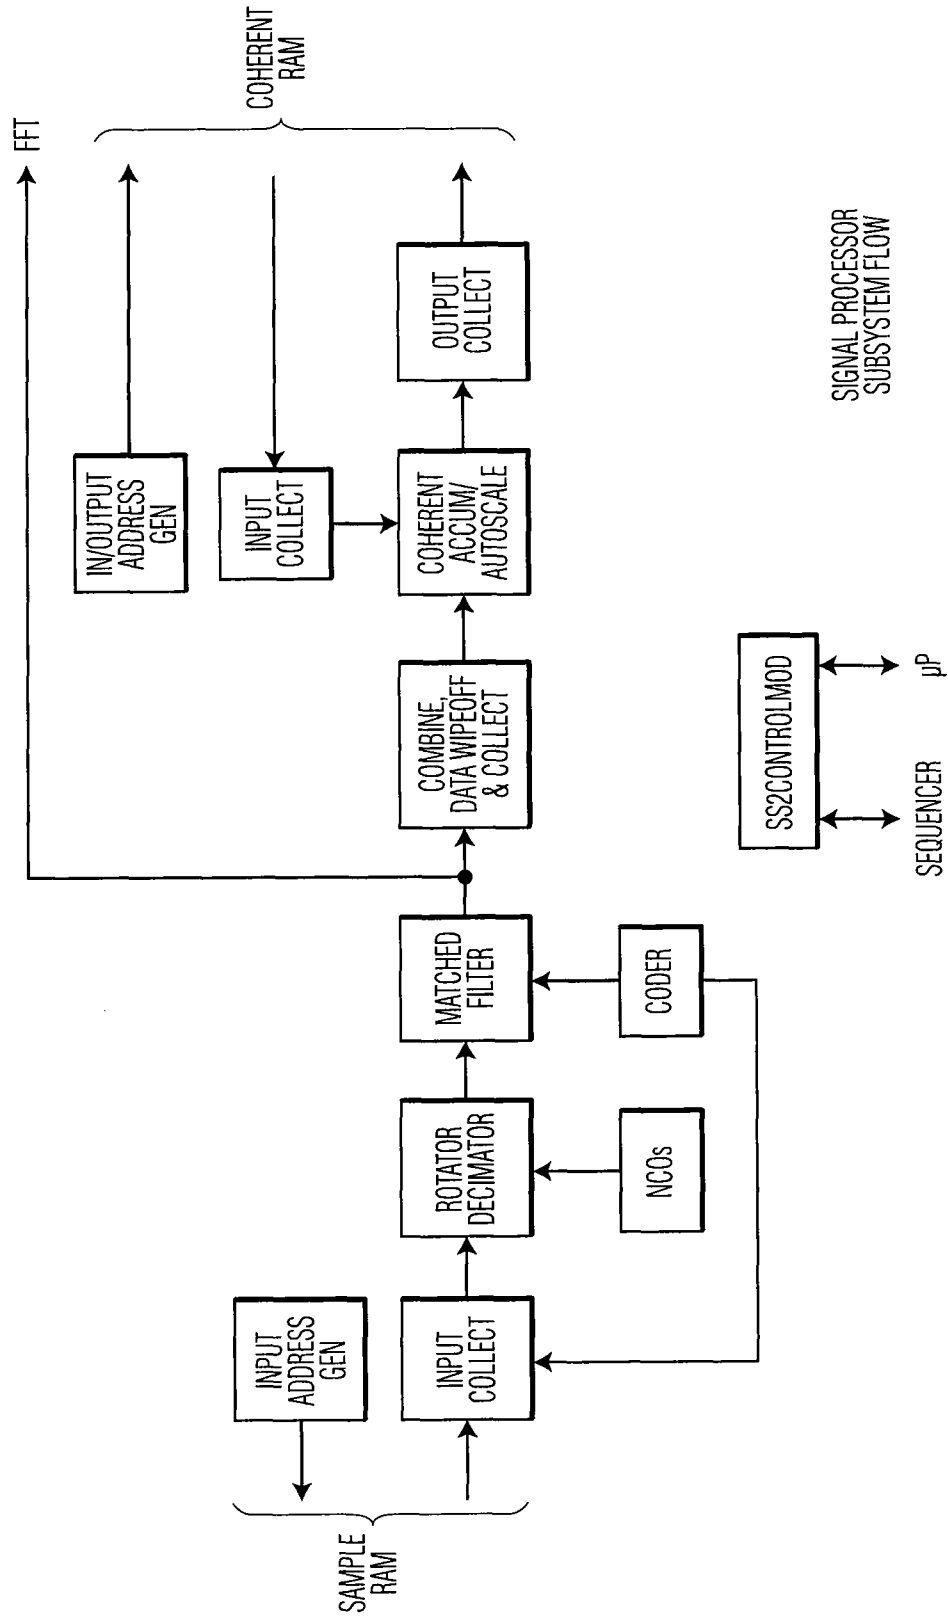 FFT
COHERENT
RAM
IN/OUTPUT
ADDRESS
GEN
INPUT
COLLECT
INPUT
ADDRESS
GEN
SAMPLE
RAM
INPUT
COLLECT
ROTATOR
DECIMATOR
MATCHED
FILTER
COMBINE,
DATA WIPEOFF
& COLLECT
COHERENT
ACCUM/
AUTOSCALE
OUTPUT
COLLECT
NCOs
CODER
SS2CONTROLMOD
SEQUENCER
µP
SIGNAL PROCESSOR
SUBSYSTEM FLOW